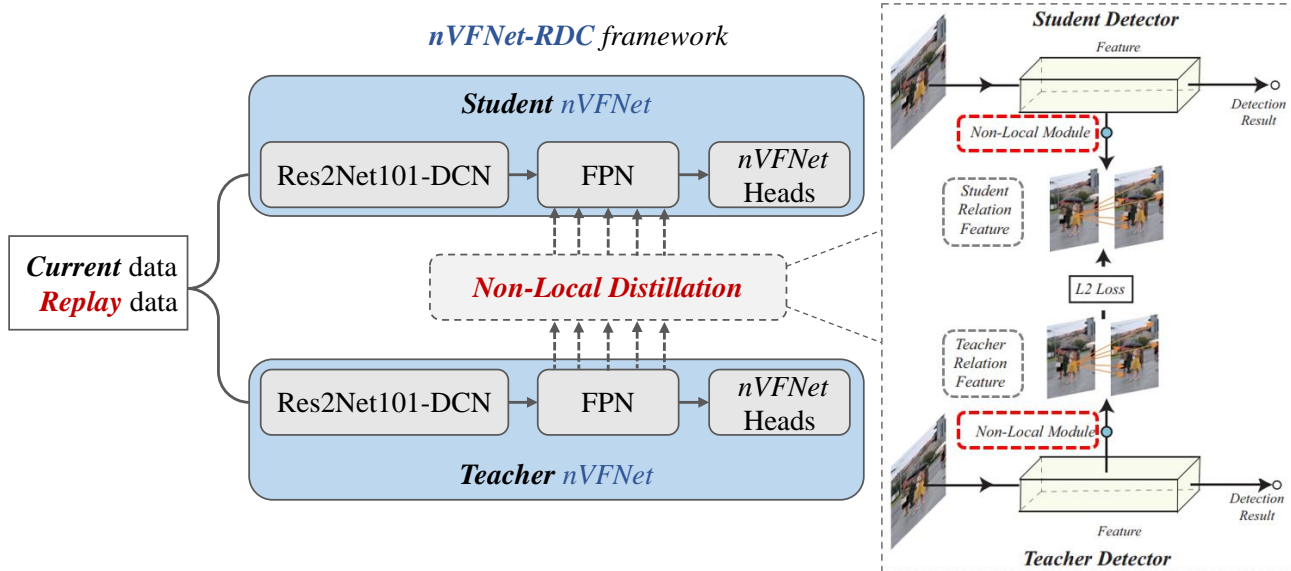 nVFNet-RDC framework
Student nVFNet
Res2Net101-DCN
FPN
nVFNet
Heads
Current data
Replay data
Non-Local Distillation
Res2Net101-DCN
FPN
nVFNet
Heads
Teacher nVFNet
Student Detector
Feature
Detection
Result
Non-Local Module
Student
Relation
Feature
L2 Loss
Teacher
Relation
Feature
Non-Local Module
Detection
Result
Feature
Teacher Detector